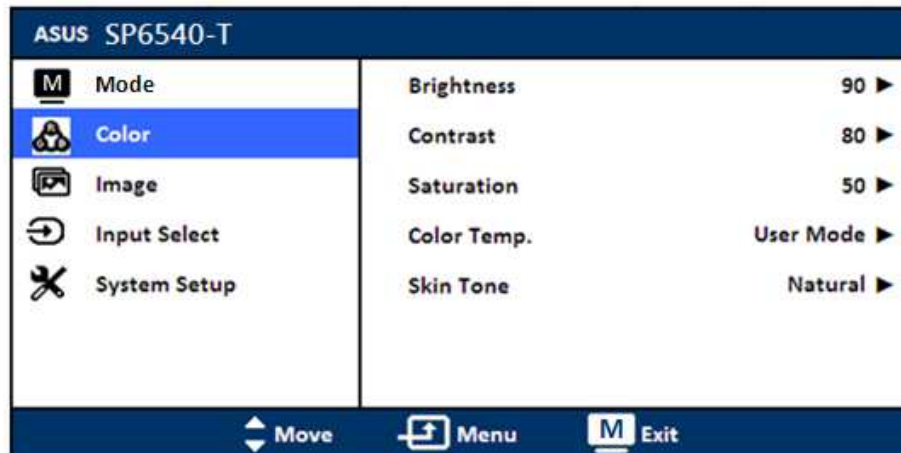 ASUS SP6540-T
M Mode
Color
Image
Input Select
System Setup
Brightness 90
Contrast 80
Saturation 50
Color Temp. User Mode
Skin Tone Natural
Move Menu M Exit